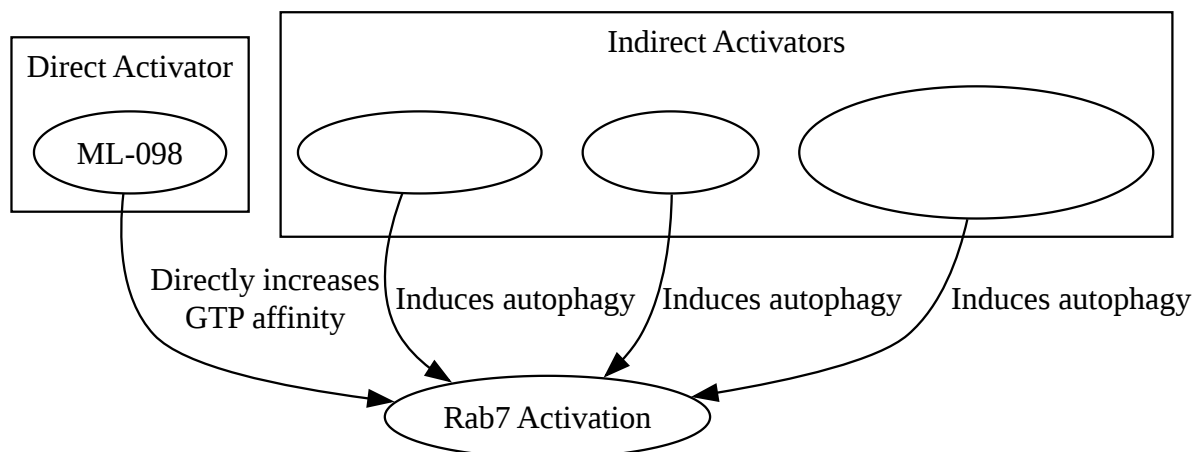 Indirect Activators
Direct Activator
ML-098
Directly increases
GTP affinity
Induces autophagy
Induces autophagy
Induces autophagy
Rab7 Activation